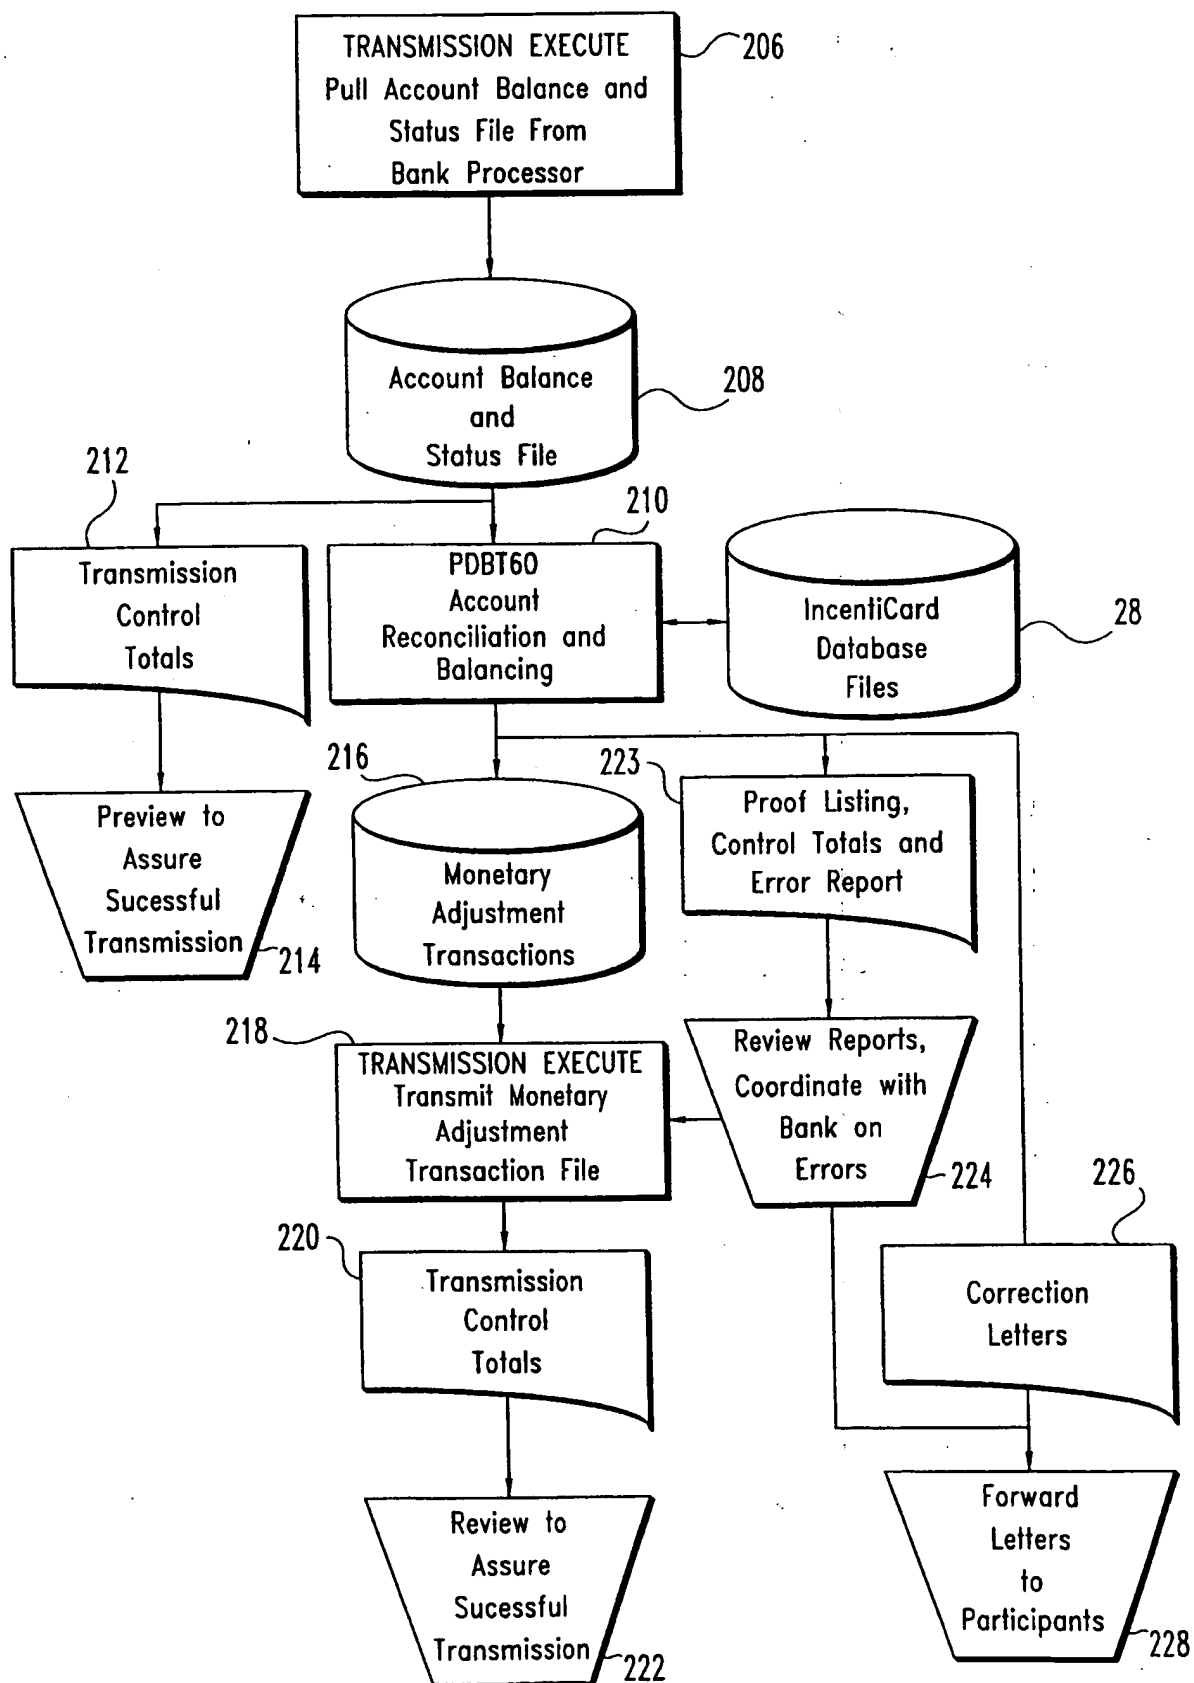 TRANSMISSION EXECUTE
Pull Account Balance and
Status File From
Bank Processor
206
Account Balance
and
Status File
208
212
Transmission
Control
Totals
210
PDBT60
Account
Reconciliation and
Balancing
IncentiCard
Database
Files
28
Preview to
Assure
Sucessful
Transmission
214
216
Monetary
Adjustment
Transactions
223
Proof Listing,
Control Totals and
Error Report
218
TRANSMISSION EXECUTE
Transmit Monetary
Adjustment
Transaction File
Review Reports,
Coordinate with
Bank on
Errors
224
226
Correction
Letters
220
Transmission
Control
Totals
Review to
Assure
Sucessful
Transmission
222
Forward
Letters
to
Participants
228